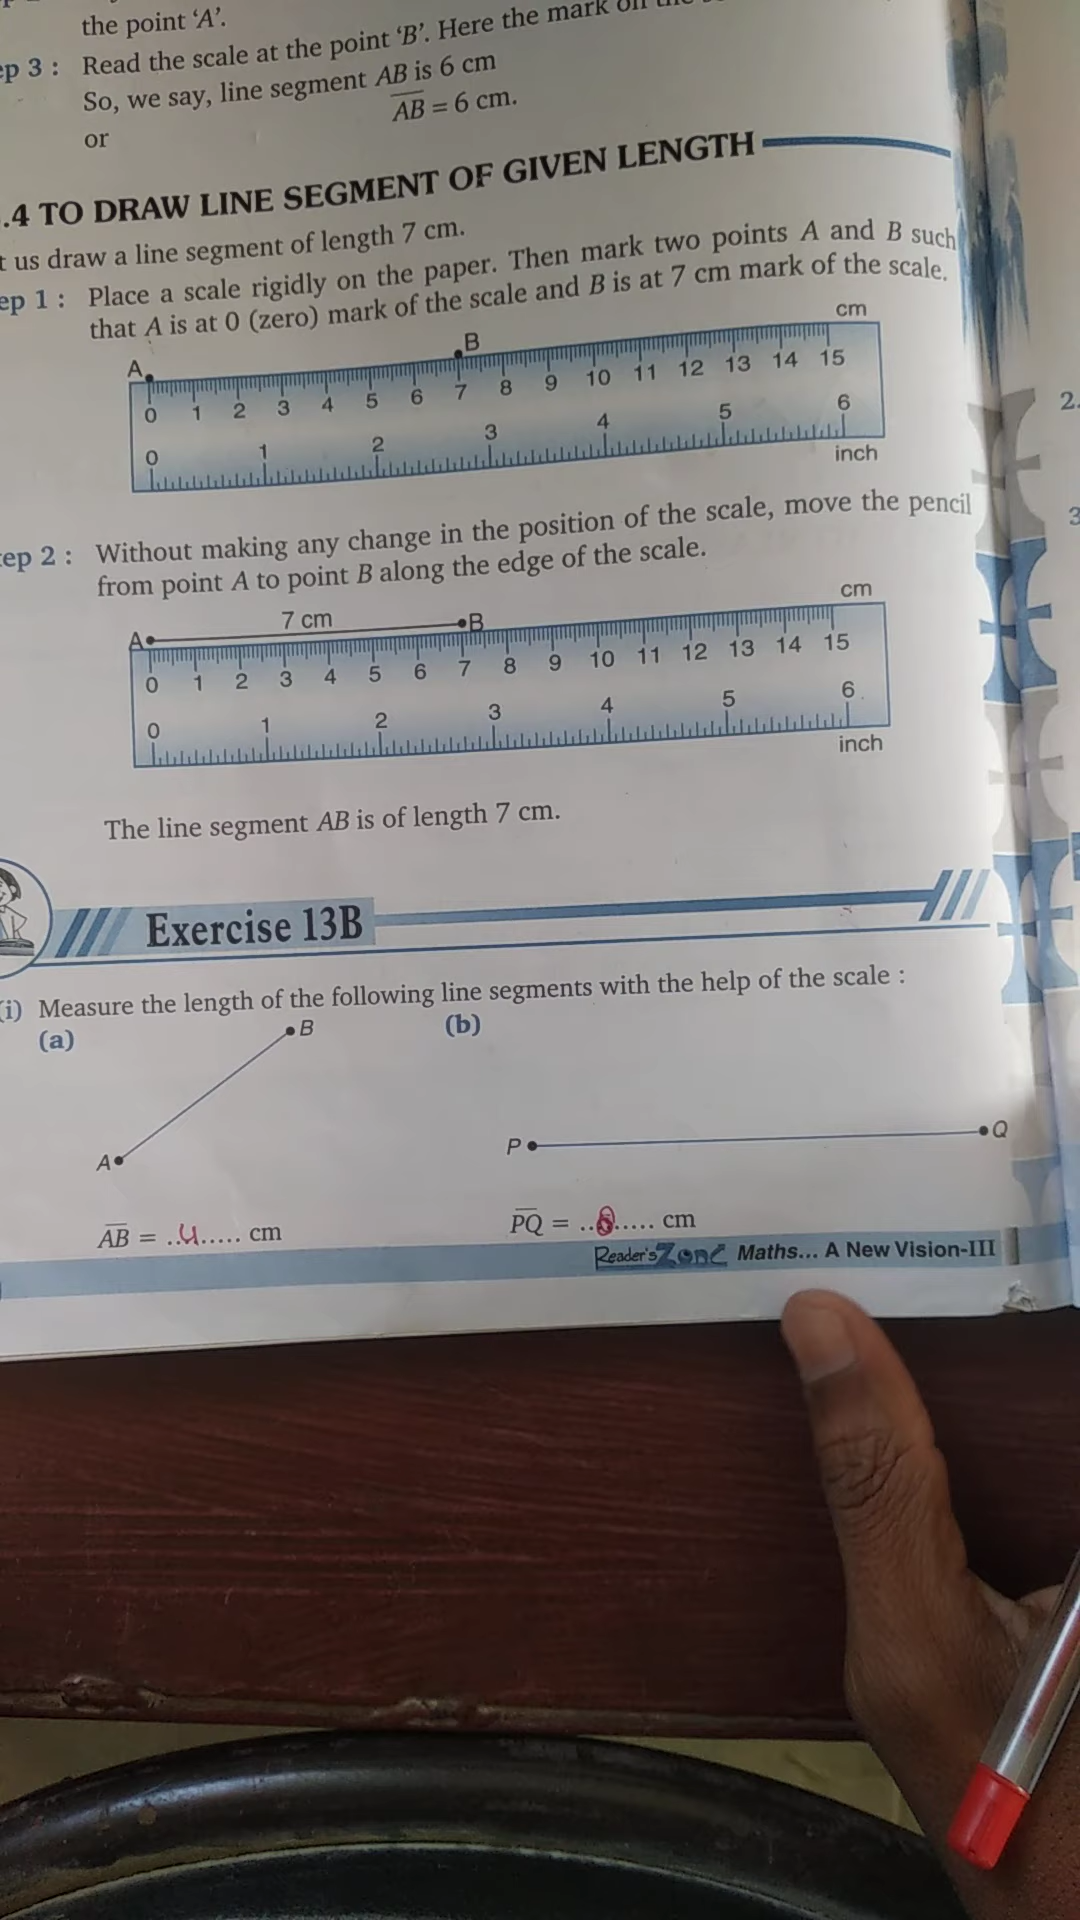 the point ‘A’.
ep 3 : Read the scale at the point ‘B’. Here the mark on the
So, we say, line segment AB is 6 cm
or AB = 6 cm.
.4 TO DRAW LINE SEGMENT OF GIVEN LENGTH
t us draw a line segment of length 7 cm.
ep 1 : Place a scale rigidly on the paper. Then mark two points A and B such
that A is at 0 (zero) mark of the scale and B is at 7 cm mark of the scale.
cm
A B
0 1 2 3 4 5 6 7 8 9 10 11 12 13 14 15
0 1 2 3 4 5 6
inch
tep 2 : Without making any change in the position of the scale, move the pencil
from point A to point B along the edge of the scale.
cm
7 cm
A B
0 1 2 3 4 5 6 7 8 9 10 11 12 13 14 15
0 1 2 3 4 5 6
inch
The line segment AB is of length 7 cm.
Exercise 13B
(i) Measure the length of the following line segments with the help of the scale :
(a) (b)
B
A
P Q
AB = ..4..... cm PQ = ....... cm
Reader's Zone Maths... A New Vision-III
2.
3